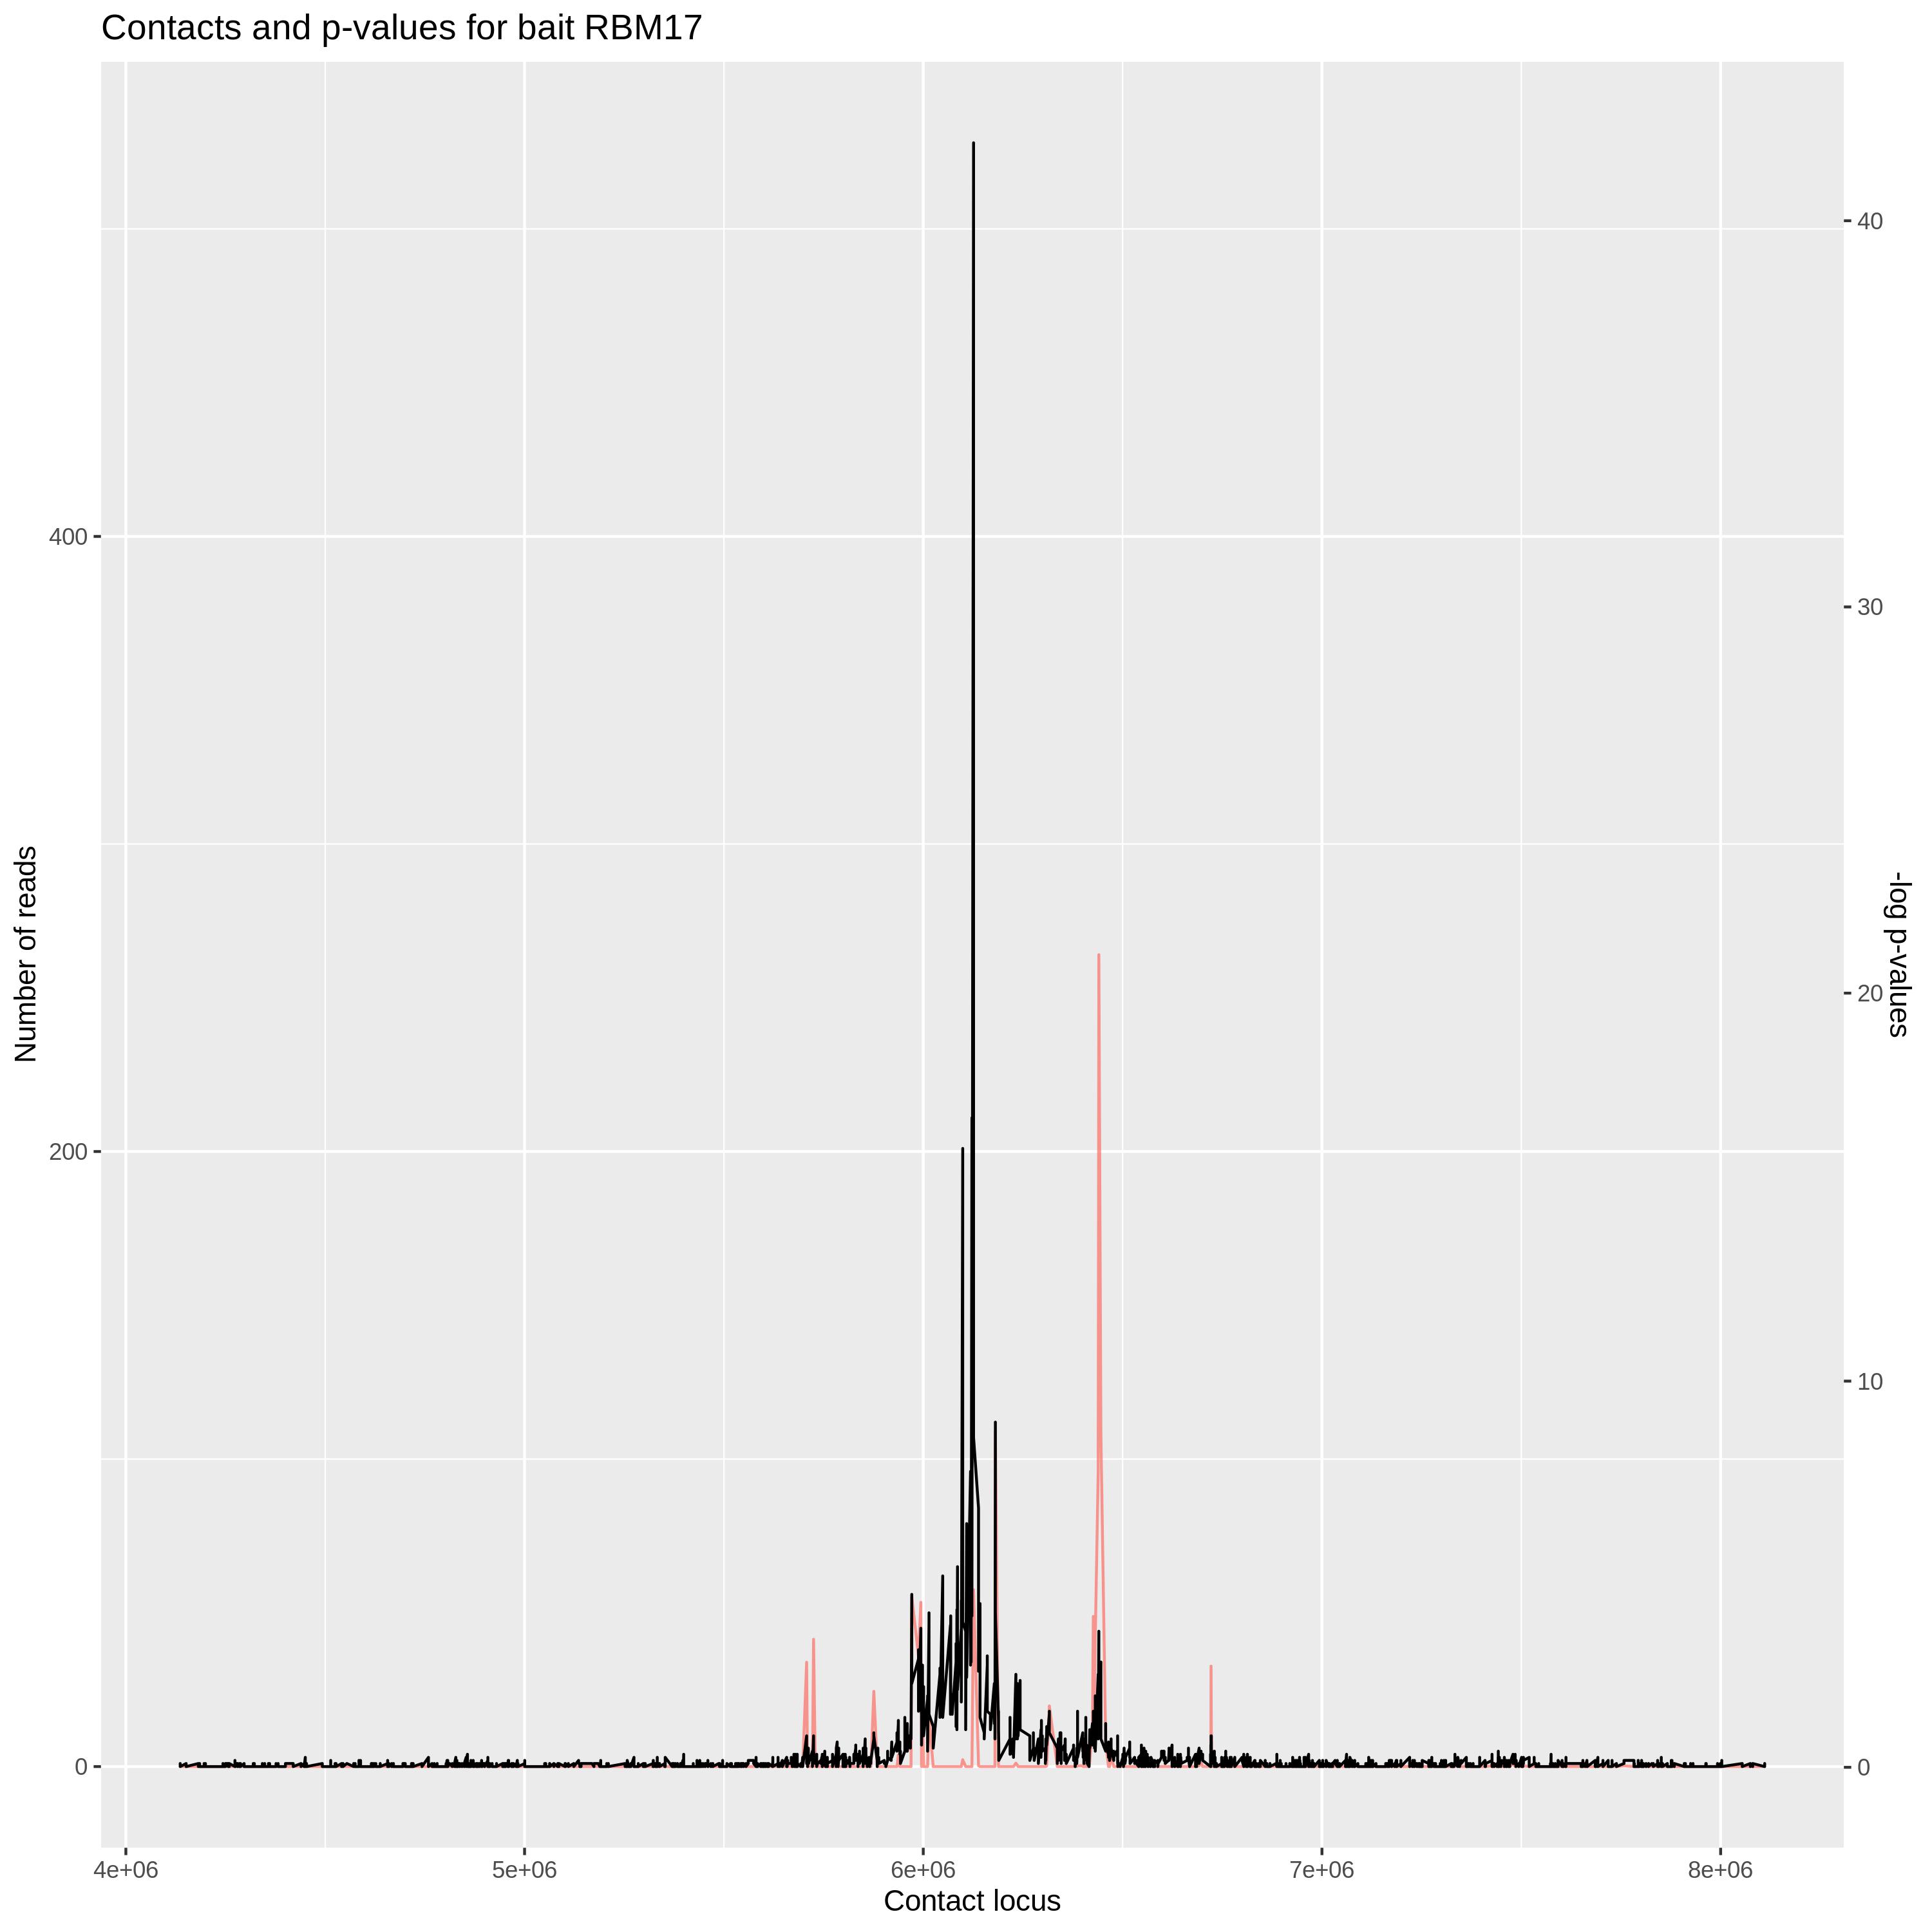 Contacts and p-values for bait RBM17
400
200
0
Number of reads
40
30
20
10
0
-log p-values
4e+06 5e+06 6e+06 7e+06 8e+06
Contact locus